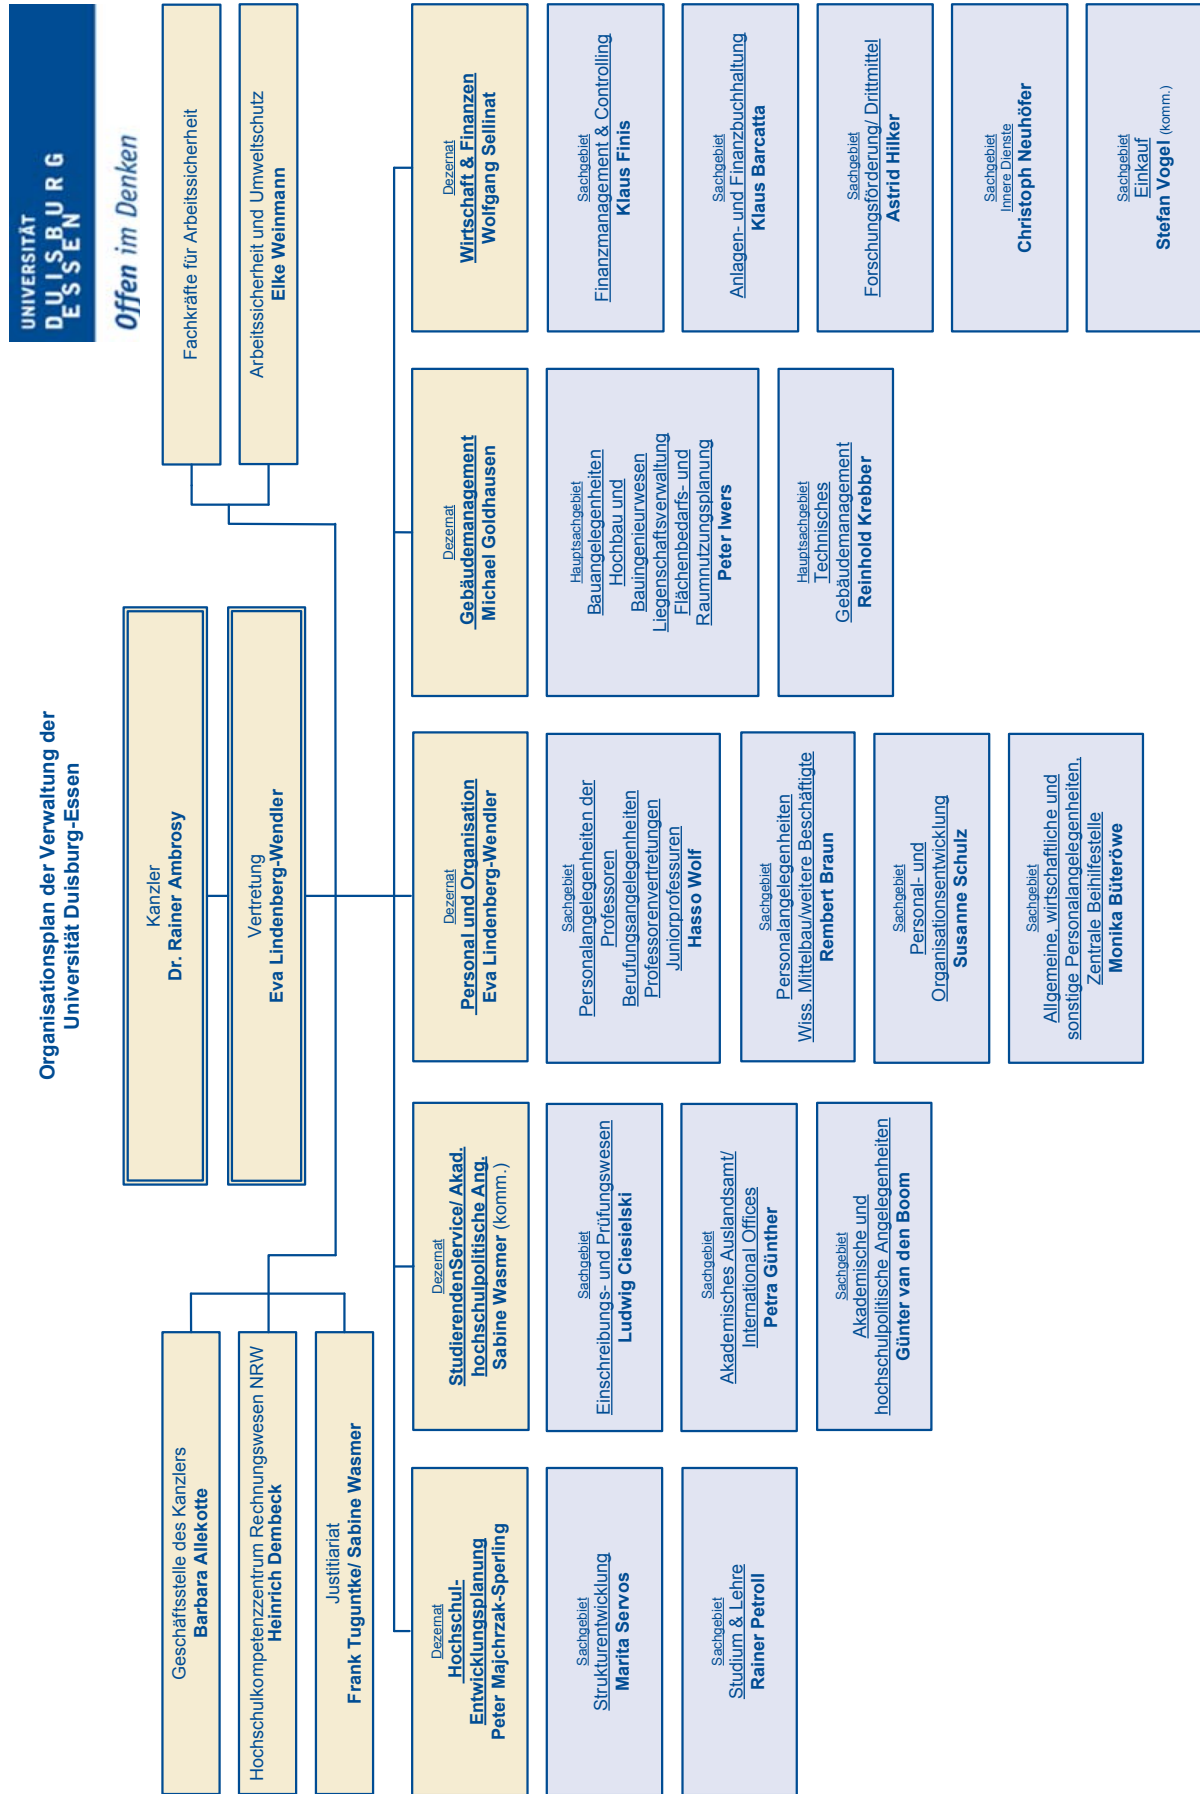 Organisationsplan der Verwaltung der
Universität Duisburg-Essen
UNIVERSITÄT
DUISBURG
ESSEN
Offen im Denken
Kanzler
Dr. Rainer Ambrosy
Vertretung
Eva Lindenberg-Wendler
Geschäftsstelle des Kanzlers
Barbara Allekotte
Hochschulkompetenzzentrum Rechnungswesen NRW
Heinrich Dembeck
Justitiariat
Frank Tuguntke/ Sabine Wasmer
Fachkräfte für Arbeitssicherheit
Arbeitssicherheit und Umweltschutz
Elke Weinmann
Dezernat
Hochschul-
Entwicklungsplanung
Peter Majchrzak-Sperling
Sachgebiet
Strukturentwicklung
Marita Servos
Sachgebiet
Studium & Lehre
Rainer Petroll
Dezernat
StudierendenService/ Akad.
hochschulpolitische Ang.
Sabine Wasmer (komm.)
Sachgebiet
Einschreibungs- und Prüfungswesen
Ludwig Ciesielski
Sachgebiet
Akademisches Auslandsamt/
International Offices
Petra Günther
Sachgebiet
Akademische und
hochschulpolitische Angelegenheiten
Günter van den Boom
Dezernat
Personal und Organisation
Eva Lindenberg-Wendler
Sachgebiet
Personalangelegenheiten der
Professoren
Berufungsangelegenheiten
Professorenvertretungen
Juniorprofessuren
Hasso Wolf
Sachgebiet
Personalangelegenheiten
Wiss. Mittelbau/weitere Beschäftigte
Rembert Braun
Sachgebiet
Personal- und
Organisationsentwicklung
Susanne Schulz
Sachgebiet
Allgemeine, wirtschaftliche und
sonstige Personalangelegenheiten,
Zentrale Beihilfestelle
Monika Büteröwe
Dezernat
Gebäudemanagement
Michael Goldhausen
Hauptsachgebiet
Bauangelegenheiten
Hochbau und
Bauingenieurwesen
Liegenschaftsverwaltung
Flächenbedarfs- und
Raumnutzungsplanung
Peter Iwers
Hauptsachgebiet
Technisches
Gebäudemanagement
Reinhold Krebber
Dezernat
Wirtschaft & Finanzen
Wolfgang Sellinat
Sachgebiet
Finanzmanagement & Controlling
Klaus Finis
Sachgebiet
Anlagen- und Finanzbuchhaltung
Klaus Barcatta
Sachgebiet
Forschungsförderung/ Drittmittel
Astrid Hilker
Sachgebiet
Innere Dienste
Christoph Neuhöfer
Sachgebiet
Einkauf
Stefan Vogel (komm.)